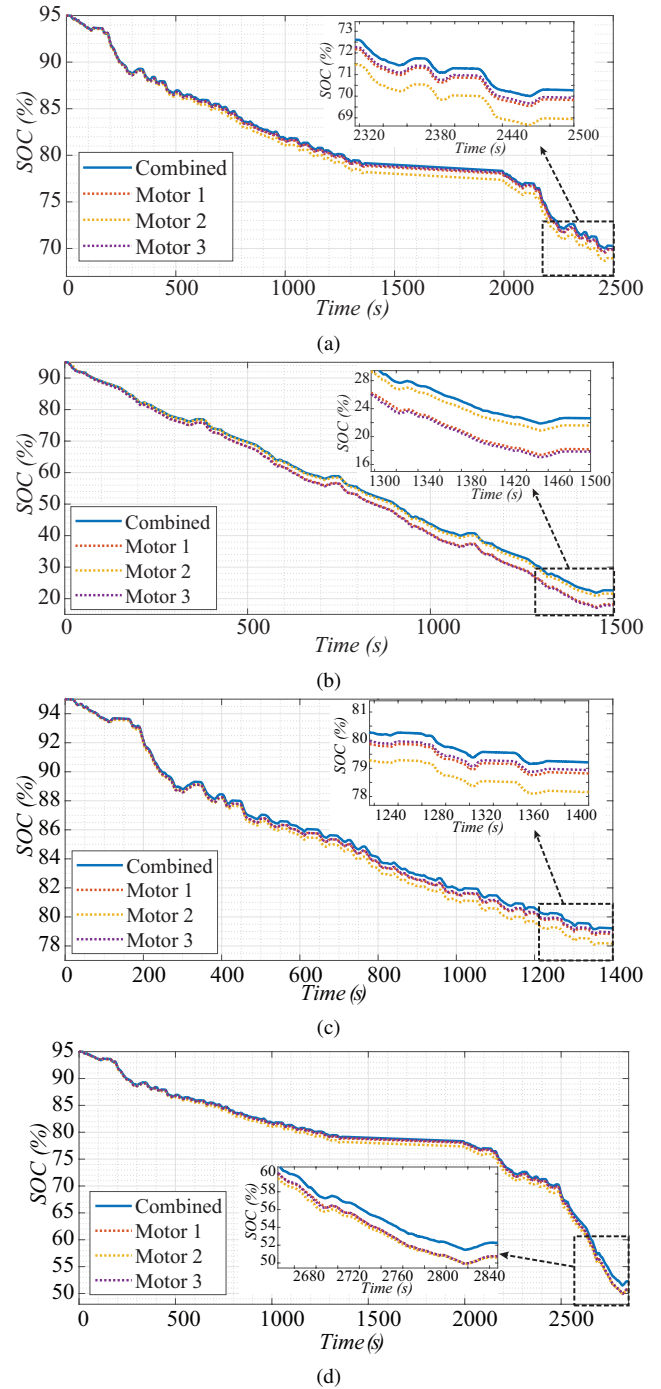 95
90
85
80
75
70
SOC (%)
73
72
71
70
69
SOC (%)
2320
2380
2440
2500
Time (s)
Combined
Motor 1
Motor 2
Motor 3
0
500
1000
1500
2000
2500
Time (s)
(a)
90
80
70
60
50
40
30
20
SOC (%)
28
24
20
16
SOC (%)
1300
1340
1380
1420
1460
1500
Time (s)
Combined
Motor 1
Motor 2
Motor 3
0
500
1000
1500
Time (s)
(b)
94
90
86
84
82
80
78
SOC (%)
81
80
79
78
SOC (%)
1240
1280
1320
1360
1400
Time (s)
Combined
Motor 1
Motor 2
Motor 3
0
200
400
600
800
1000
1200
1400
Time (s)
(c)
95
90
85
80
75
70
65
60
55
50
SOC (%)
60
58
56
54
52
50
SOC (%)
2680
2720
2760
2800
2840
Time (s)
Combined
Motor 1
Motor 2
Motor 3
0
500
1000
1500
2000
2500
Time (s)
(d)